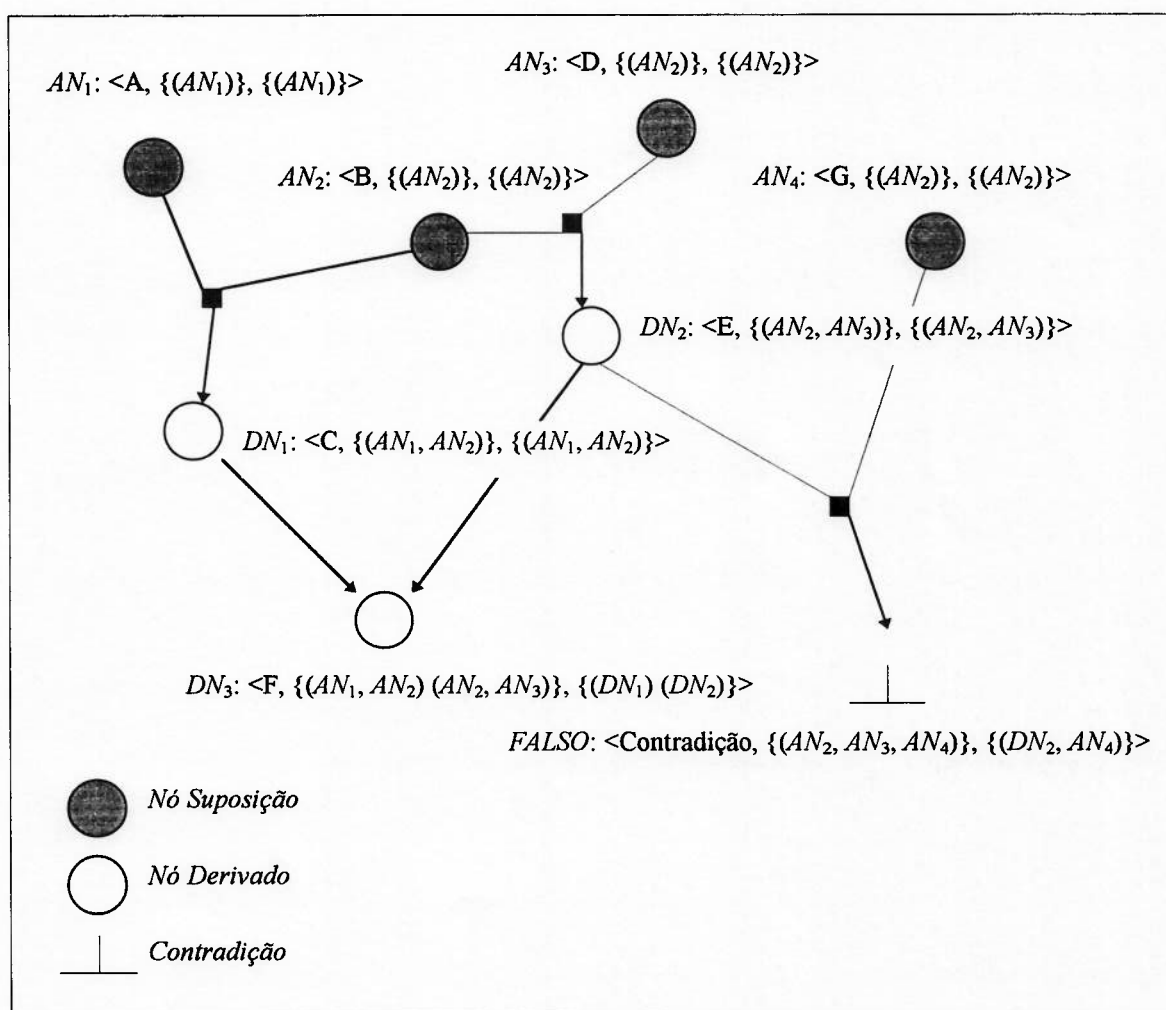 AN₃: <D, {(AN₂)}, {(AN₂)}>
AN₁: <A, {(AN₁)}, {(AN₁)}>
AN₂: <B, {(AN₂)}, {(AN₂)}>
AN₄: <G, {(AN₂)}, {(AN₂)}>
DN₂: <E, {(AN₂, AN₃)}, {(AN₂, AN₃)}>
DN₁: <C, {(AN₁, AN₂)}, {(AN₁, AN₂)}>
DN₃: <F, {(AN₁, AN₂) (AN₂, AN₃)}, {(DN₁) (DN₂)}>
FALSO: <Contradição, {(AN₂, AN₃, AN₄)}, {(DN₂, AN₄)}>
Nó Suposição
Nó Derivado
Contradição